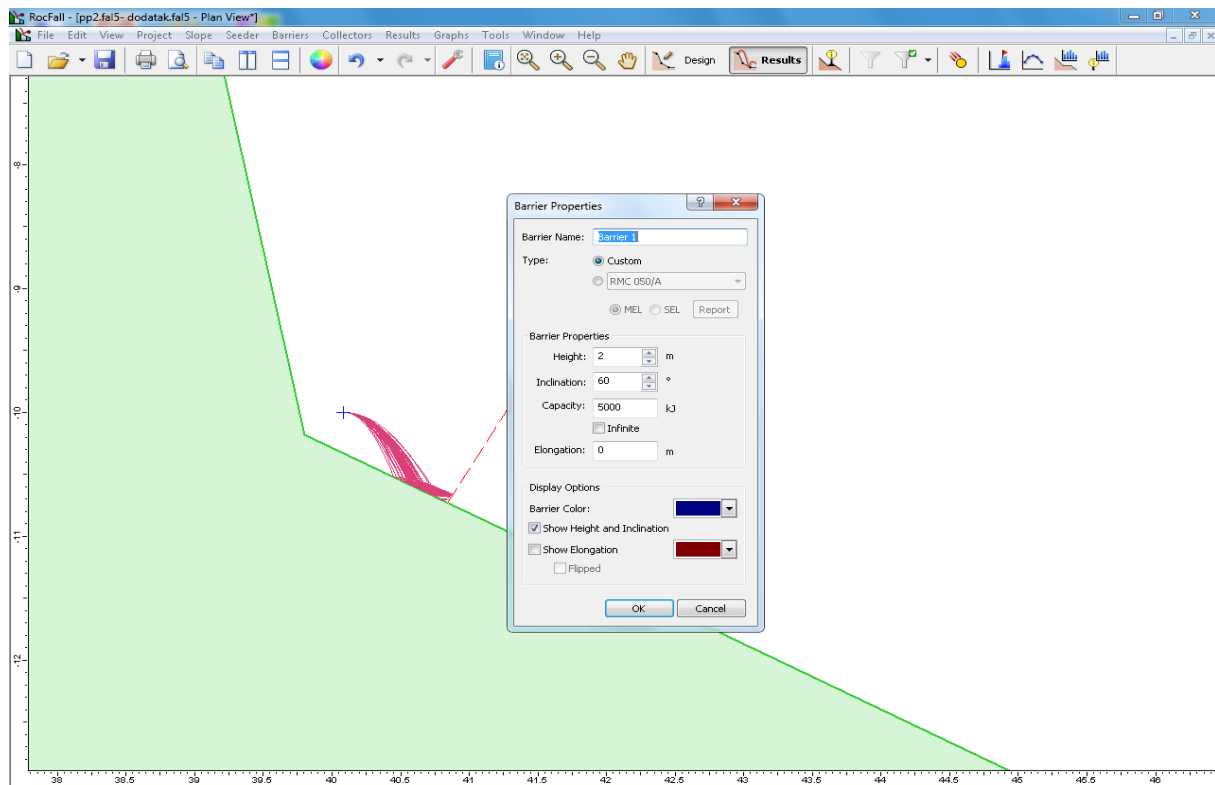 RocFall - [pp2.fal5- dodatak.fal5 - Plan View*]
File Edit View Project Slope Seeder Barriers Collectors Results Graphs Tools Window Help
Design Results
Barrier Properties
Barrier Name: Barrier 1
Type: Custom
RMC 050/A
MEL SEL Report
Barrier Properties
Height: 2 m
Inclination: 60 °
Capacity: 5000 kJ
Infinite
Elongation: 0 m
Display Options
Barrier Color:
Show Height and Inclination
Show Elongation
Flipped
OK Cancel
-8
-9
-10
-11
-12
38 38.5 39 39.5 40 40.5 41 41.5 42 42.5 43 43.5 44 44.5 45 45.5 46